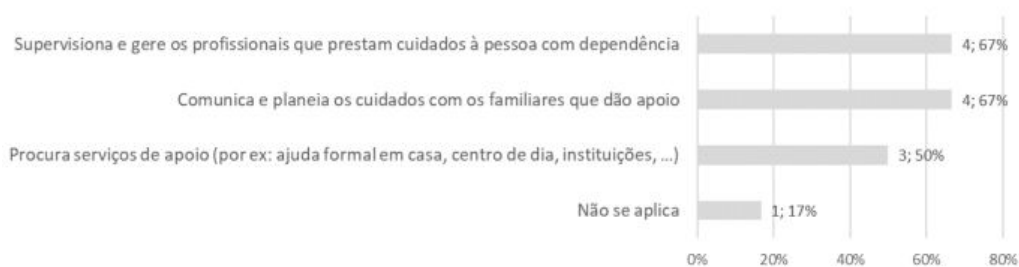 Supervisiona e gere os profissionais que prestam cuidados à pessoa com dependência
4; 67%
Comunica e planeia os cuidados com os familiares que dão apoio
4; 67%
Procura serviços de apoio (por ex: ajuda formal em casa, centro de dia, instituições, ...)
3; 50%
Não se aplica
1; 17%
0% 20% 40% 60% 80%